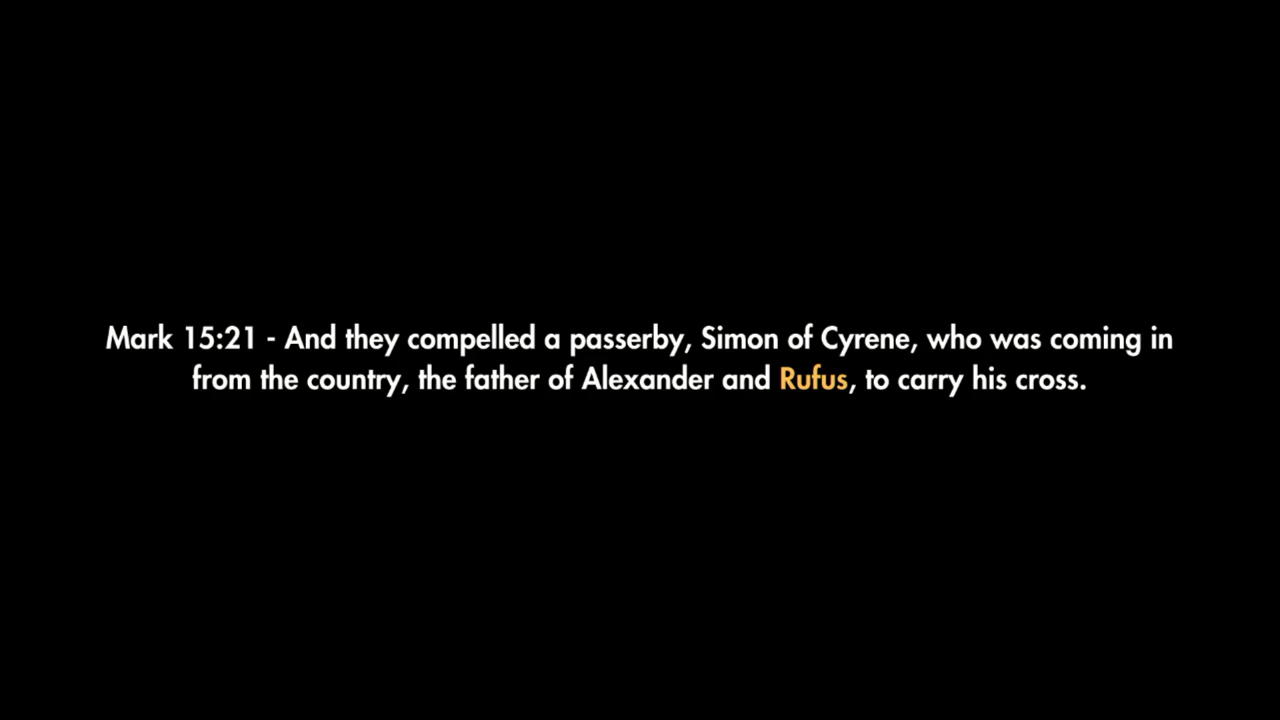 Mark 15:21 - And they compelled a passerby, Simon of Cyrene, who was coming in
from the country, the father of Alexander and Rufus, to carry his cross.